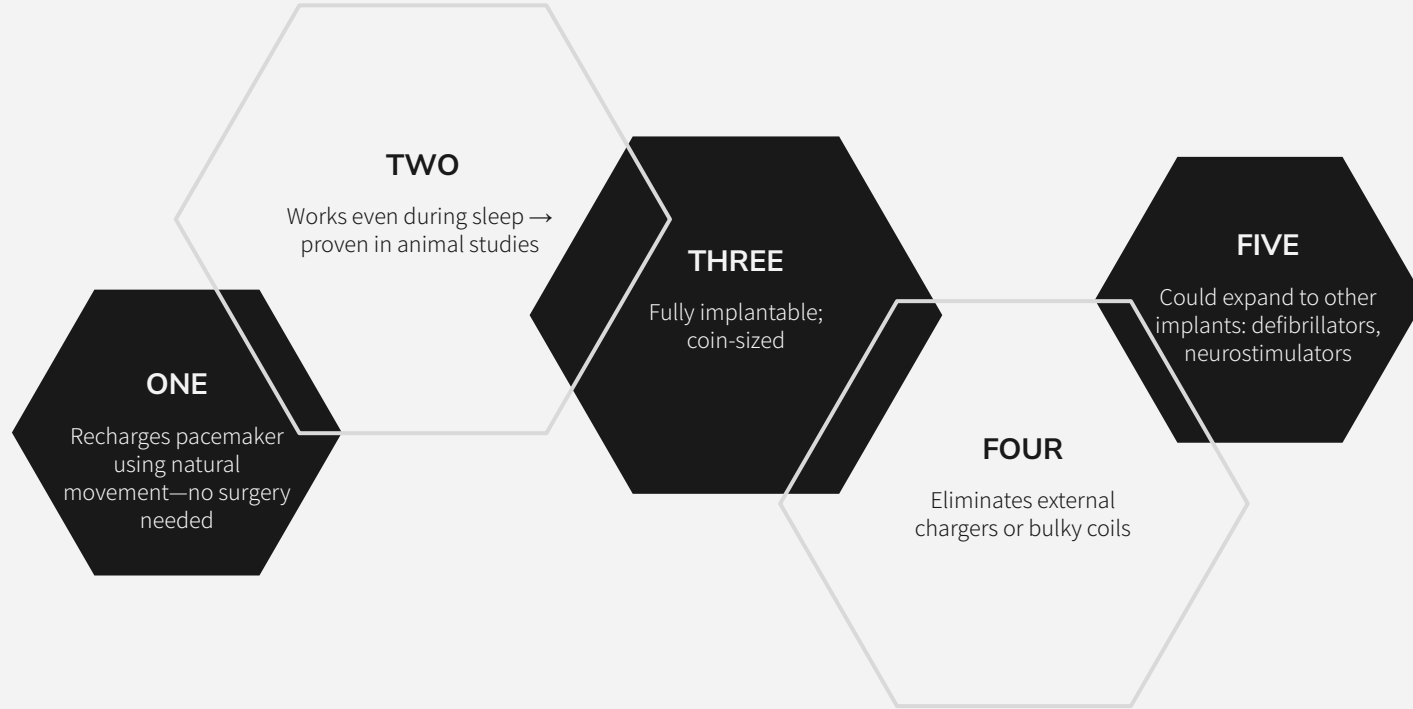 ONE
Recharges pacemaker
using natural
movement—no surgery
needed
TWO
Works even during sleep →
proven in animal studies
THREE
Fully implantable;
coin-sized
FOUR
Eliminates external
chargers or bulky coils
FIVE
Could expand to other
implants: defibrillators,
neurostimulators